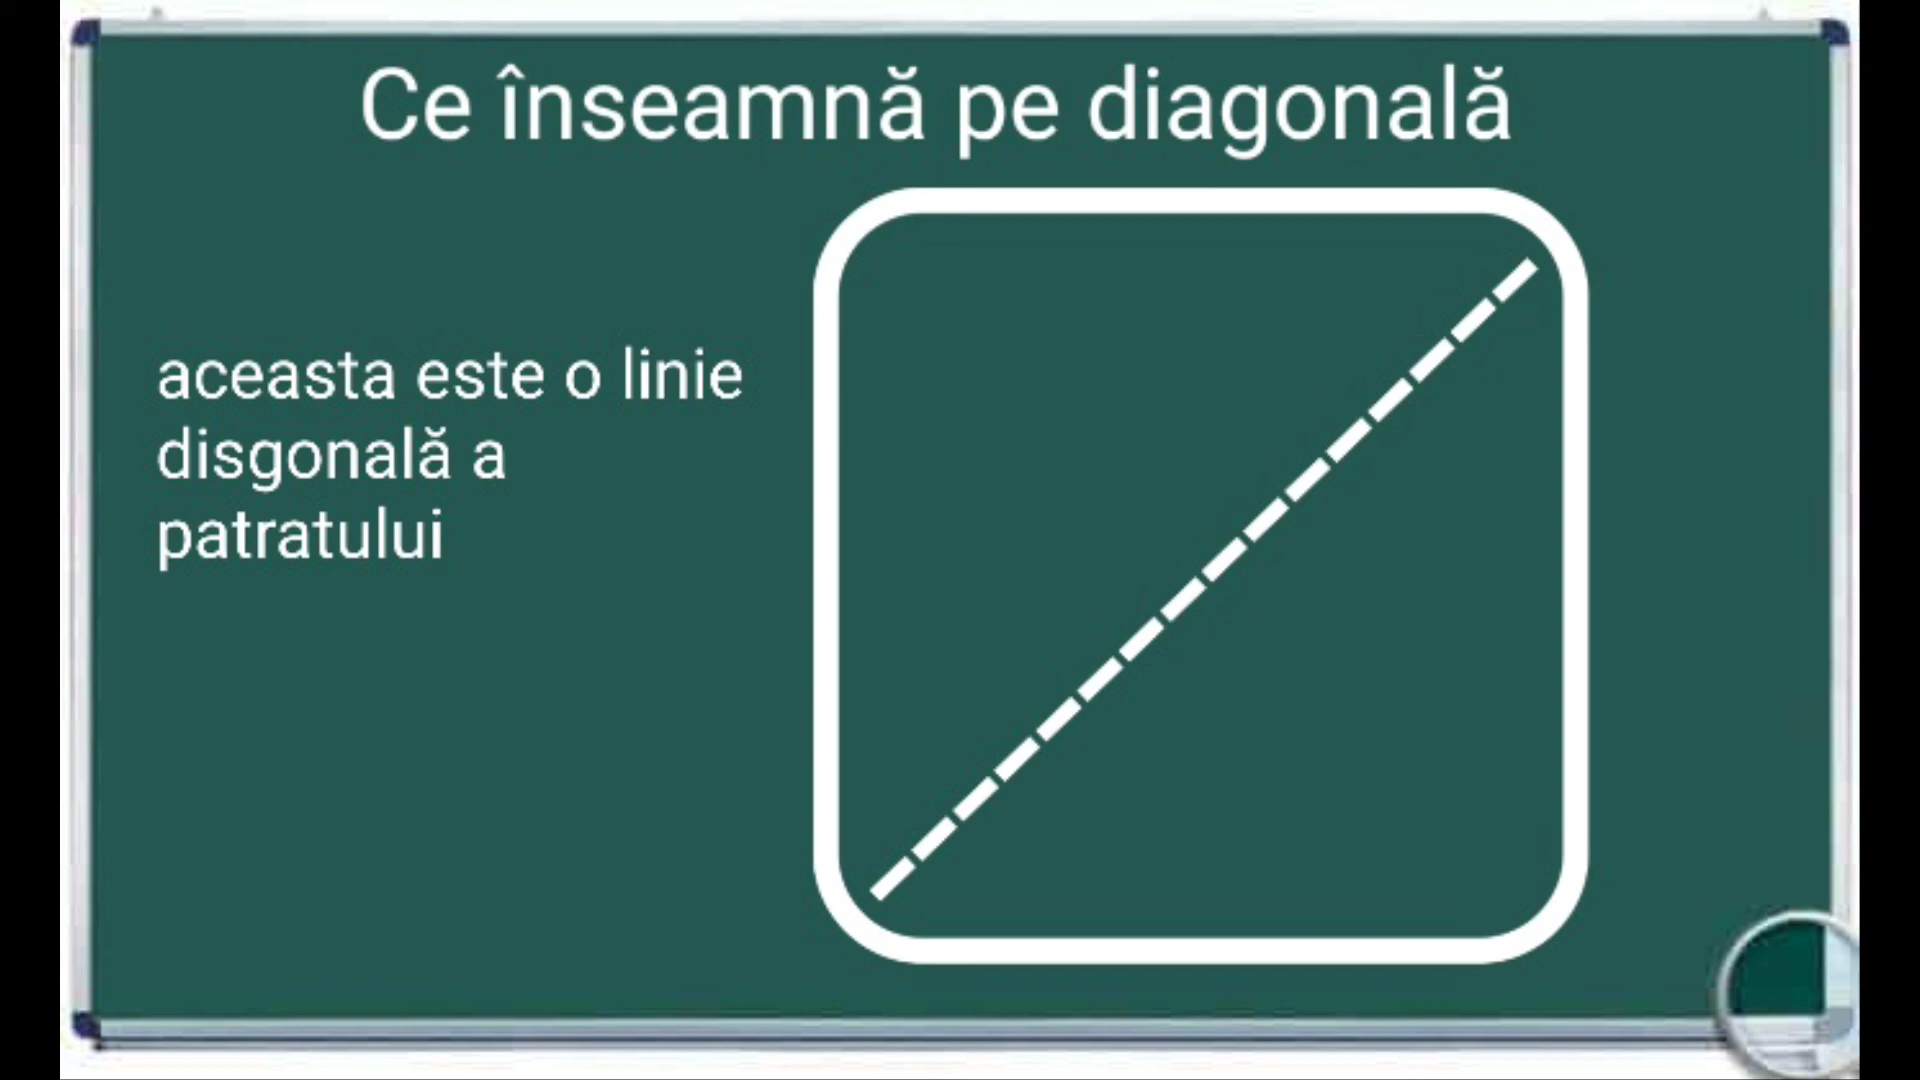 Ce înseamnă pe diagonală
aceasta este o linie
disgonală a
patratului